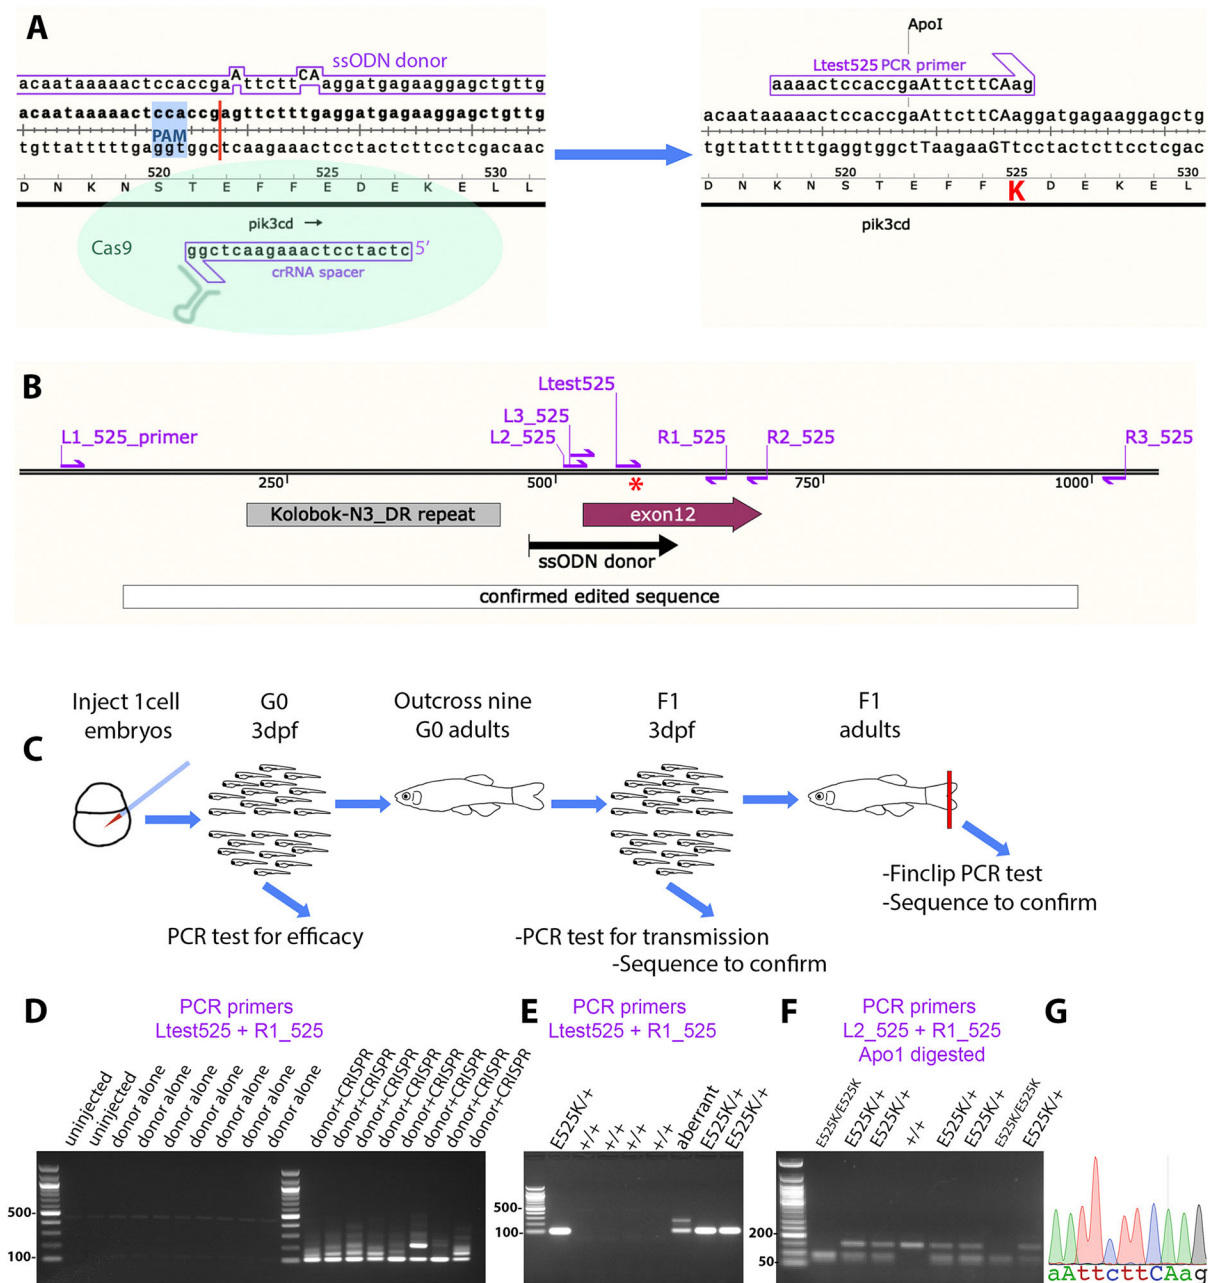 A
ssODN donor
A CA
acaataaaaactccaccga ttcttt aggatgagaaggagctgttg
acaataaaaactccaccgagttctttgaggatgagaaggagctgttg
PAM
tgttatttttgaggtggctcaagaaactcctactcttcctcgacaac
520 525 530
D N K N S T E F F E D E K E L L
pik3cd →
Cas9
ggctcaagaaactcctactc 5'
crRNA spacer
ApoI
Ltest525 PCR primer
aaaactccaccgaAttcttCAag
acaataaaaactccaccgaAttcttCAaggatgagaaggagctg
tgttatttttgaggtggctTaagaaGTtcctactcttcctcgac
520 525 530
D N K N S T E F F K D E K E L
pik3cd
B
Ltest525
L3_525
L1_525_primer L2_525 R1_525 R2_525 R3_525
250 500 * 750 1000
Kolobok-N3_DR repeat exon12
ssODN donor
confirmed edited sequence
C
Inject 1cell embryos
G0 3dpf
Outcross nine G0 adults
F1 3dpf
F1 adults
PCR test for efficacy
-PCR test for transmission
-Sequence to confirm
-Finclip PCR test
-Sequence to confirm
D
PCR primers
Ltest525 + R1_525
uninjected
uninjected
donor alone
donor alone
donor alone
donor alone
donor alone
donor alone
donor+CRISPR
donor+CRISPR
donor+CRISPR
donor+CRISPR
donor+CRISPR
donor+CRISPR
donor+CRISPR
500-
100-
E
PCR primers
Ltest525 + R1_525
E525K/+
+/+
+/+
+/+
+/+
aberrant
E525K/+
E525K/+
500-
100-
F
PCR primers
L2_525 + R1_525
Apo1 digested
E525K/E525K
E525K/+
E525K/+
+/+
E525K/+
E525K/+
E525K/E525K
E525K/+
200-
50-
G
aAttcttCAag